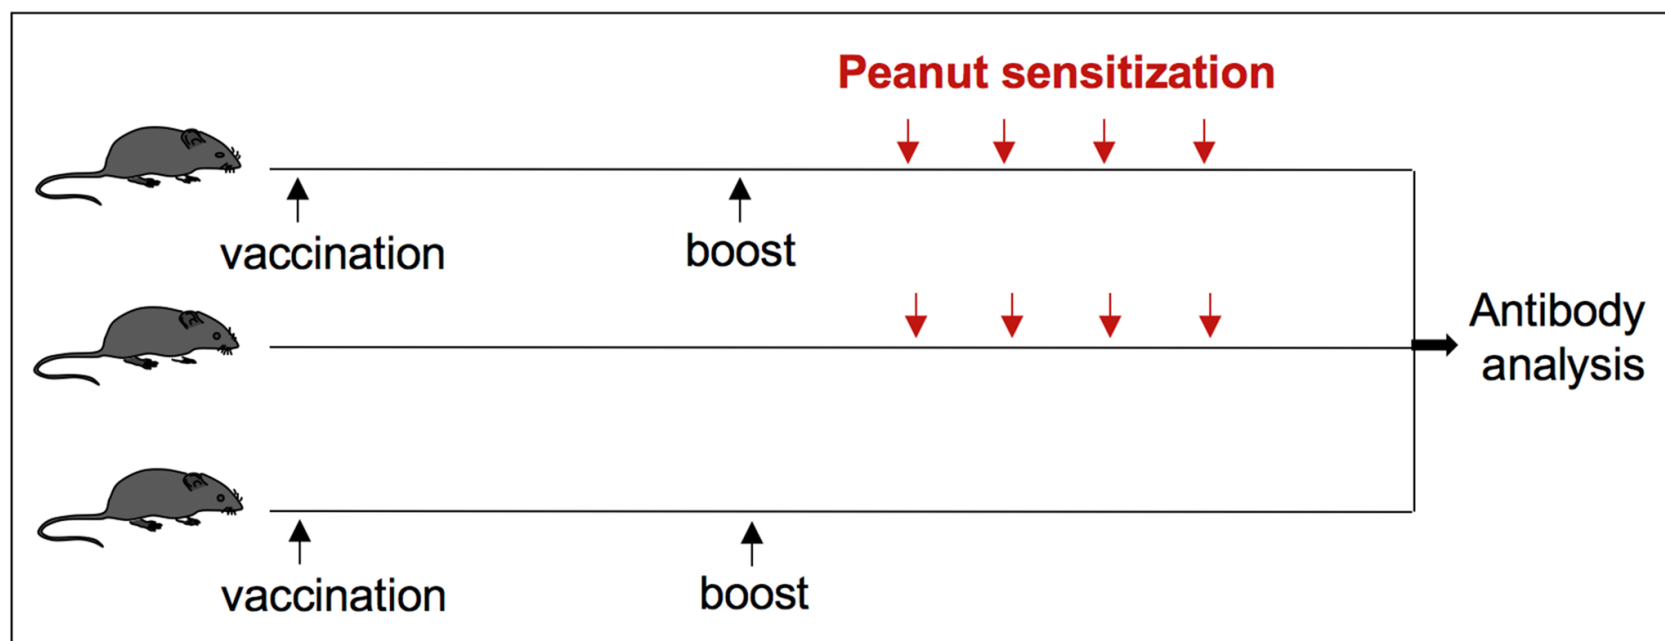 Peanut sensitization
vaccination
boost
Antibody
analysis
vaccination
boost